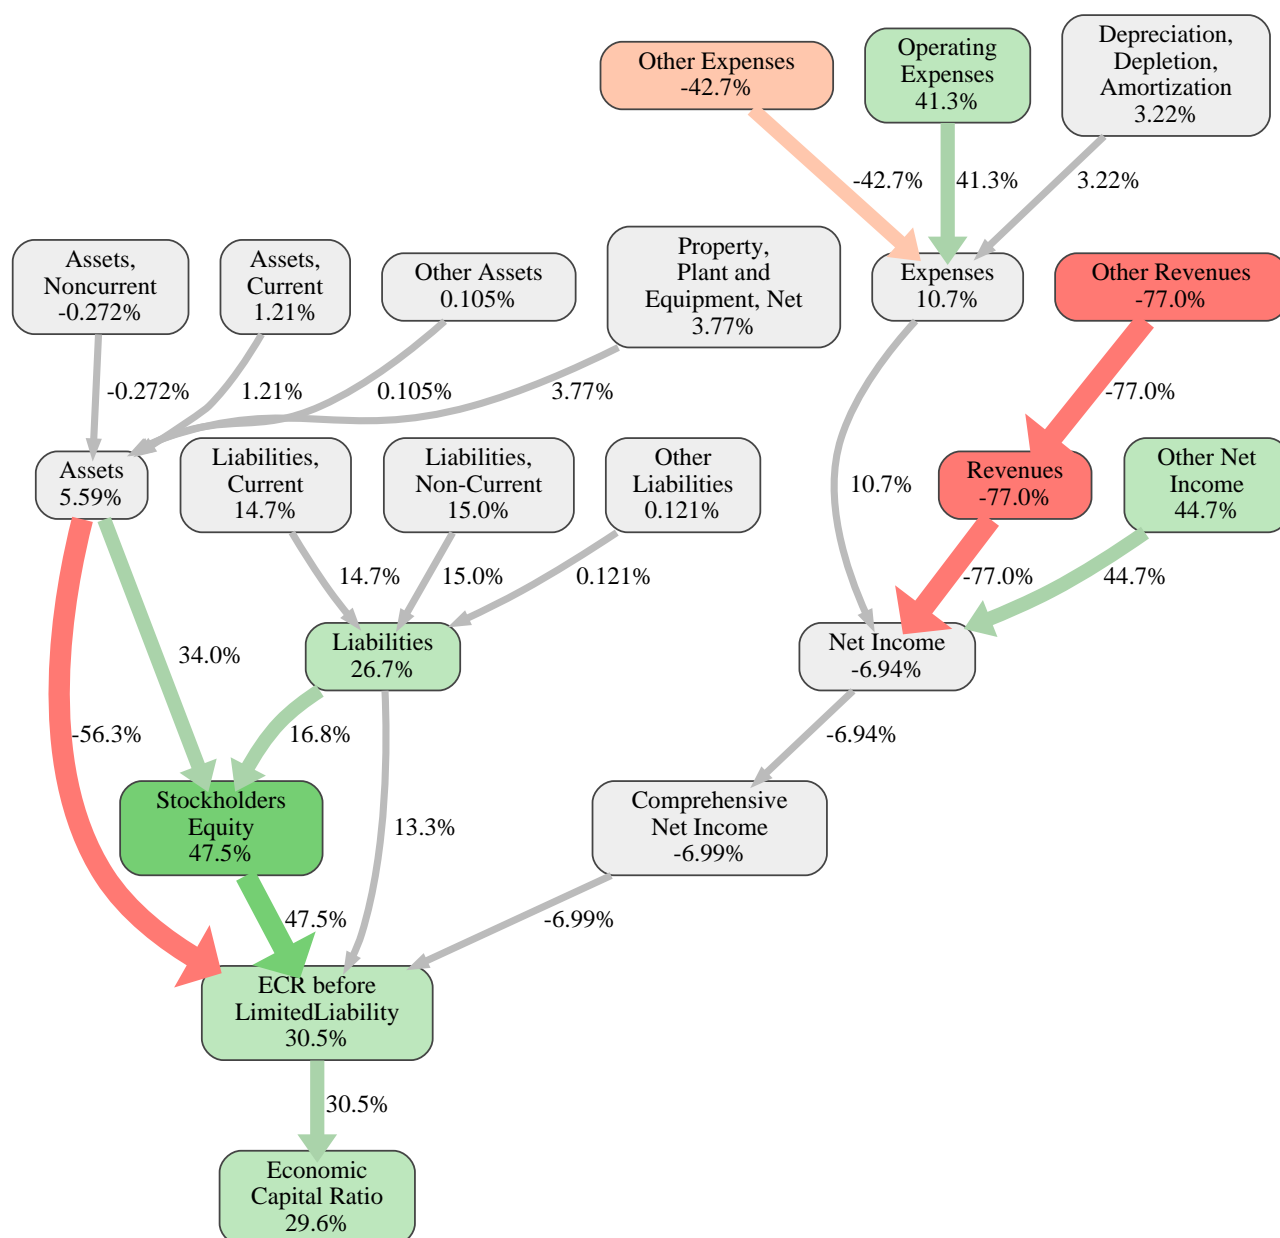 Other Expenses
-42.7%
Operating
Expenses
41.3%
Depreciation,
Depletion,
Amortization
3.22%
-42.7%
41.3%
3.22%
Assets,
Noncurrent
-0.272%
Assets,
Current
1.21%
Other Assets
0.105%
Property,
Plant and
Equipment, Net
3.77%
Expenses
10.7%
Other Revenues
-77.0%
-0.272%
1.21%
0.105%
3.77%
-77.0%
Assets
5.59%
Liabilities,
Current
14.7%
Liabilities,
Non-Current
15.0%
Other
Liabilities
0.121%
10.7%
Revenues
-77.0%
Other Net
Income
44.7%
14.7%
15.0%
0.121%
-77.0%
44.7%
34.0%
Liabilities
26.7%
Net Income
-6.94%
-56.3%
16.8%
-6.94%
Stockholders
Equity
47.5%
13.3%
Comprehensive
Net Income
-6.99%
47.5%
-6.99%
ECR before
LimitedLiability
30.5%
30.5%
Economic
Capital Ratio
29.6%